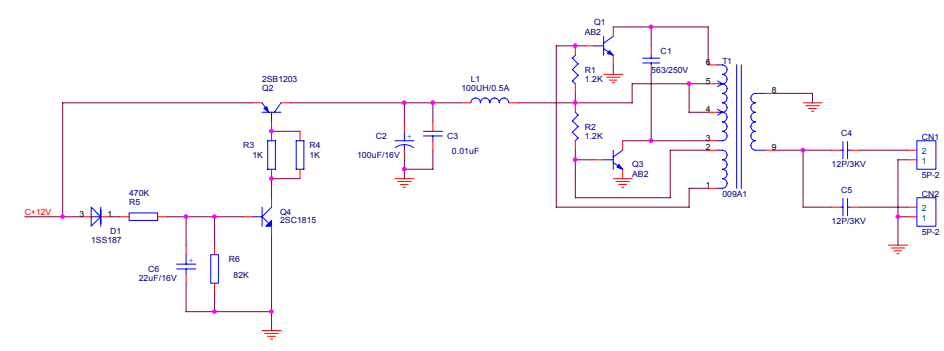 Q1
AB2
C1
563/250V
T1
6
5
4
3
2
1
8
9
009A1
R1
1.2K
R2
1.2K
Q3
AB2
2SB1203
Q2
L1
100UH/0.5A
R3
1K
R4
1K
C2
100uF/16V
C3
0.01uF
C4
12P/3KV
C5
12P/3KV
CN1
2
1
5P-2
CN2
2
1
5P-2
C+12V
3
1
D1
1SS187
470K
R5
Q4
2SC1815
C6
22uF/16V
R6
82K